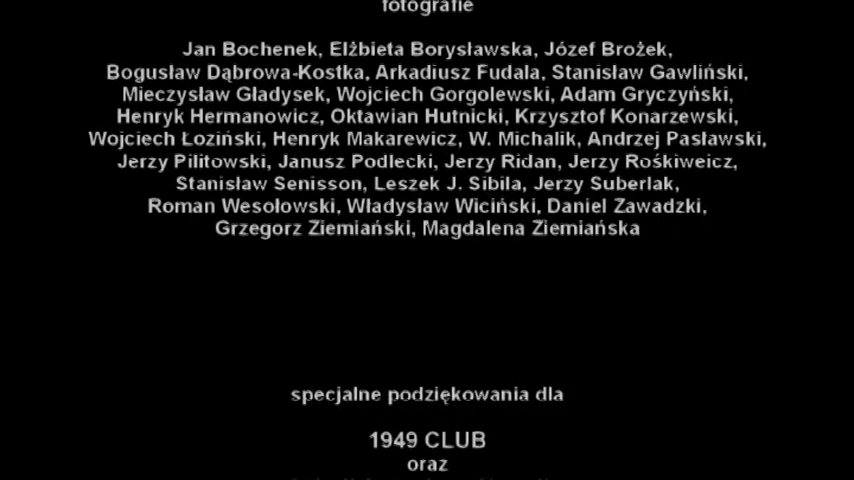 fotografie
Jan Bochenek, Elżbieta Borysławska, Józef Brożek,
Bogusław Dąbrowa-Kostka, Arkadiusz Fudala, Stanisław Gawliński,
Mieczysław Gładysek, Wojciech Gorgolewski, Adam Gryczyński,
Henryk Hermanowicz, Oktawian Hutnicki, Krzysztof Konarzewski,
Wojciech Łoziński, Henryk Makarewicz, W. Michalik, Andrzej Pasławski,
Jerzy Pilitowski, Janusz Podlecki, Jerzy Ridan, Jerzy Rośkiweicz,
Stanisław Senisson, Leszek J. Sibila, Jerzy Suberlak,
Roman Wesołowski, Władysław Wiciński, Daniel Zawadzki,
Grzegorz Ziemiański, Magdalena Ziemiańska
specjalne podziękowania dla
1949 CLUB
oraz